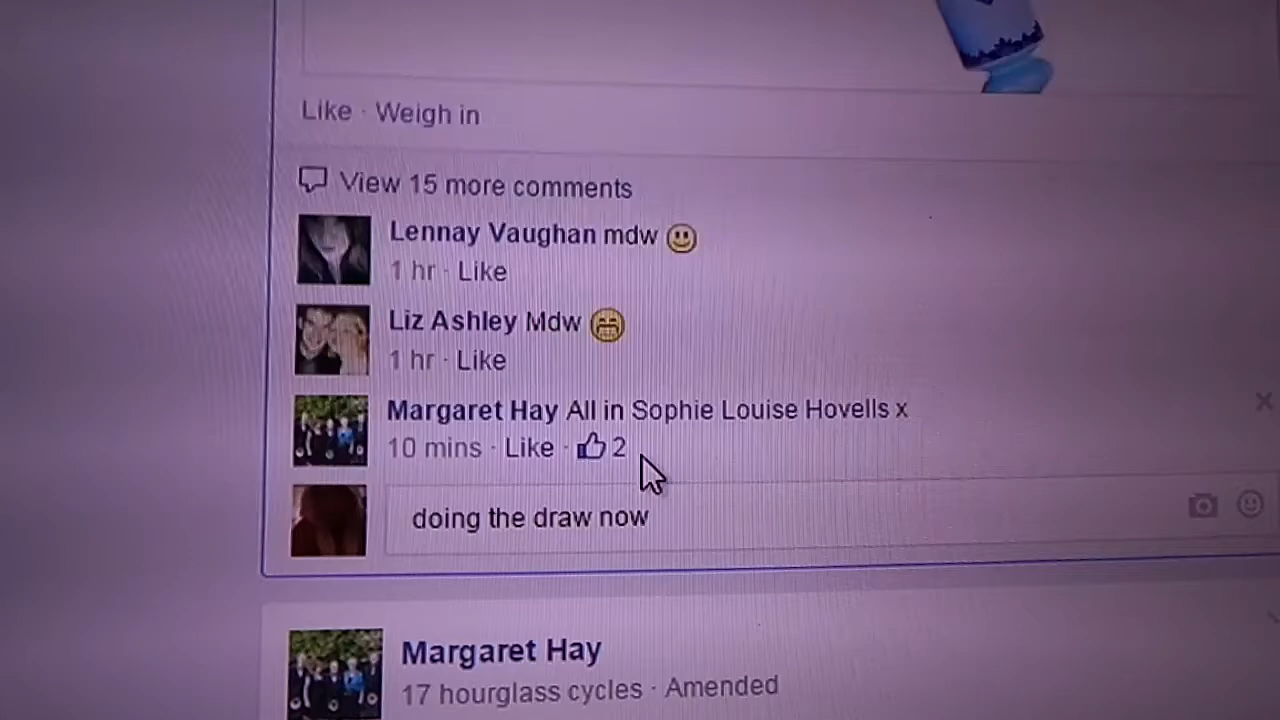 Like · Weigh in
View 15 more comments
Lennay Vaughan mdw
1 hr · Like
Liz Ashley Mdw
1 hr · Like
Margaret Hay All in Sophie Louise Hovells x
10 mins · Like · 2
doing the draw now
Margaret Hay
17 hourglass cycles · Amended